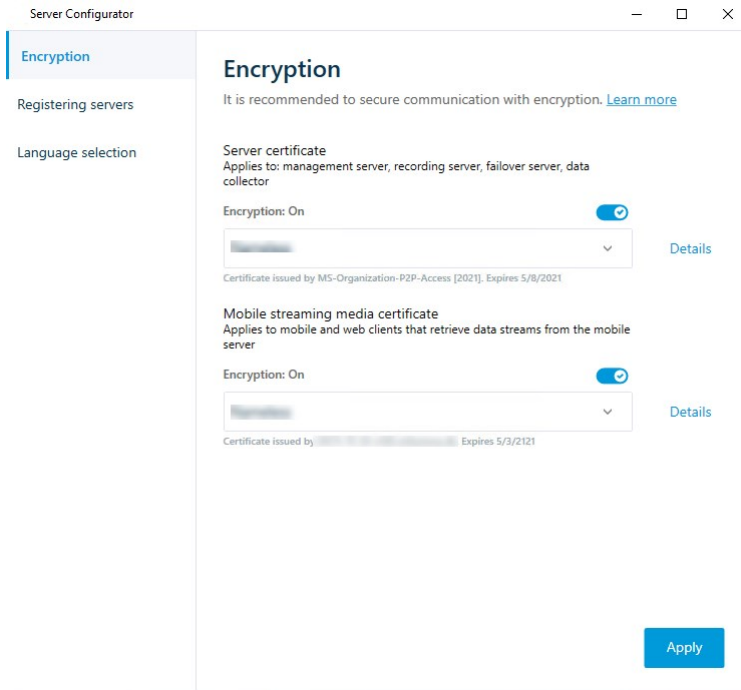 Server Configurator
Encryption
Registering servers
Language selection
Encryption
It is recommended to secure communication with encryption. Learn more
Server certificate
Applies to: management server, recording server, failover server, data
collector
Encryption: On
Details
Certificate issued by MS-Organization-P2P-Access [2021]. Expires 5/8/2021
Mobile streaming media certificate
Applies to mobile and web clients that retrieve data streams from the mobile
server
Encryption: On
Details
Certificate issued by Expires 5/3/2121
Apply